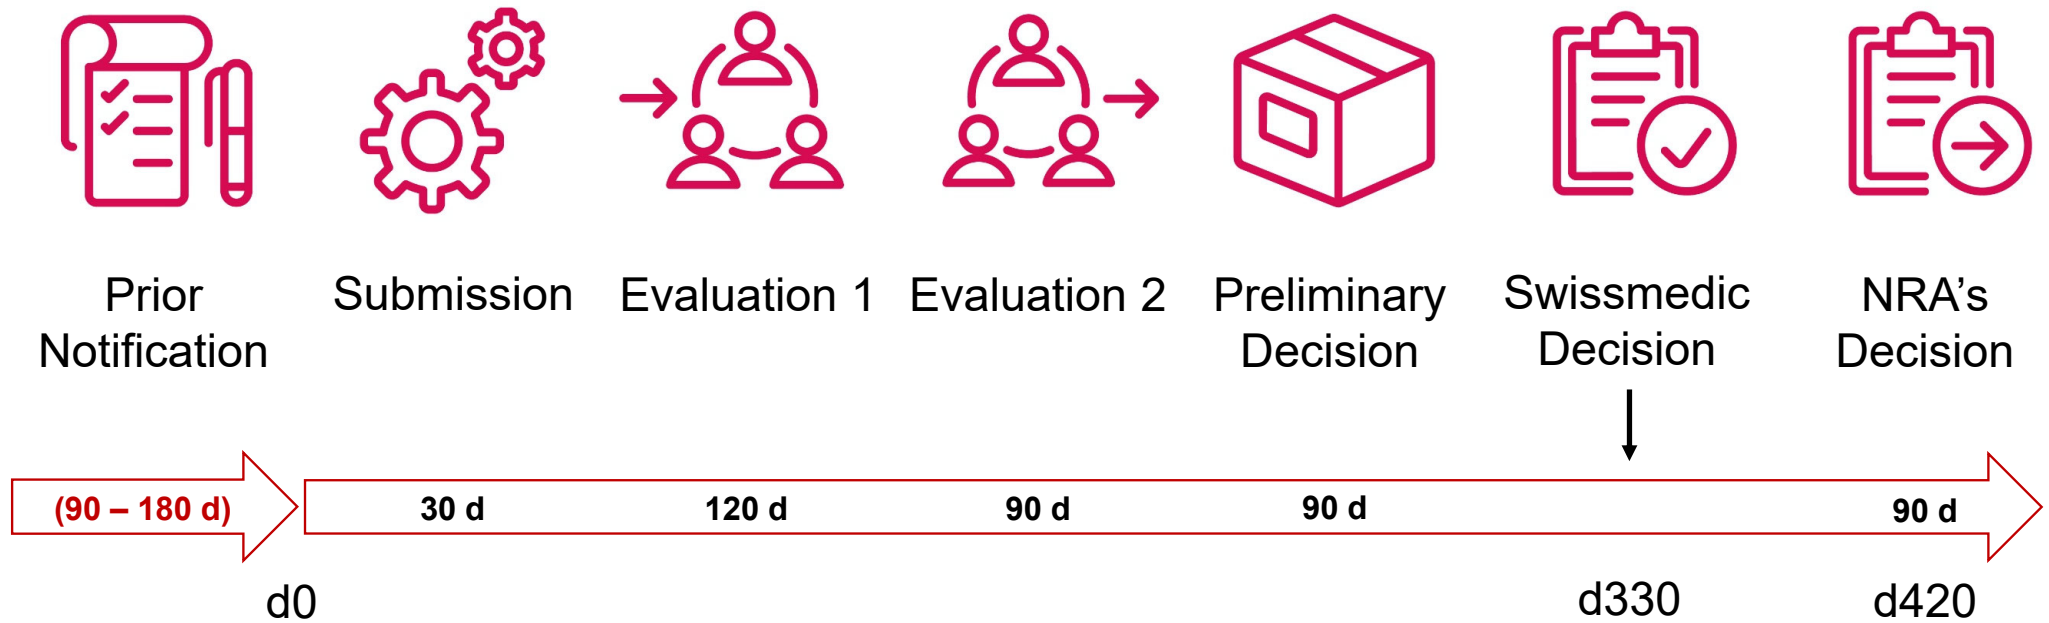 Prior
Notification
Submission
Evaluation 1
Evaluation 2
Preliminary
Decision
Swissmedic
Decision
NRA’s
Decision
(90 – 180 d)
30 d
120 d
90 d
90 d
90 d
d0
d330
d420